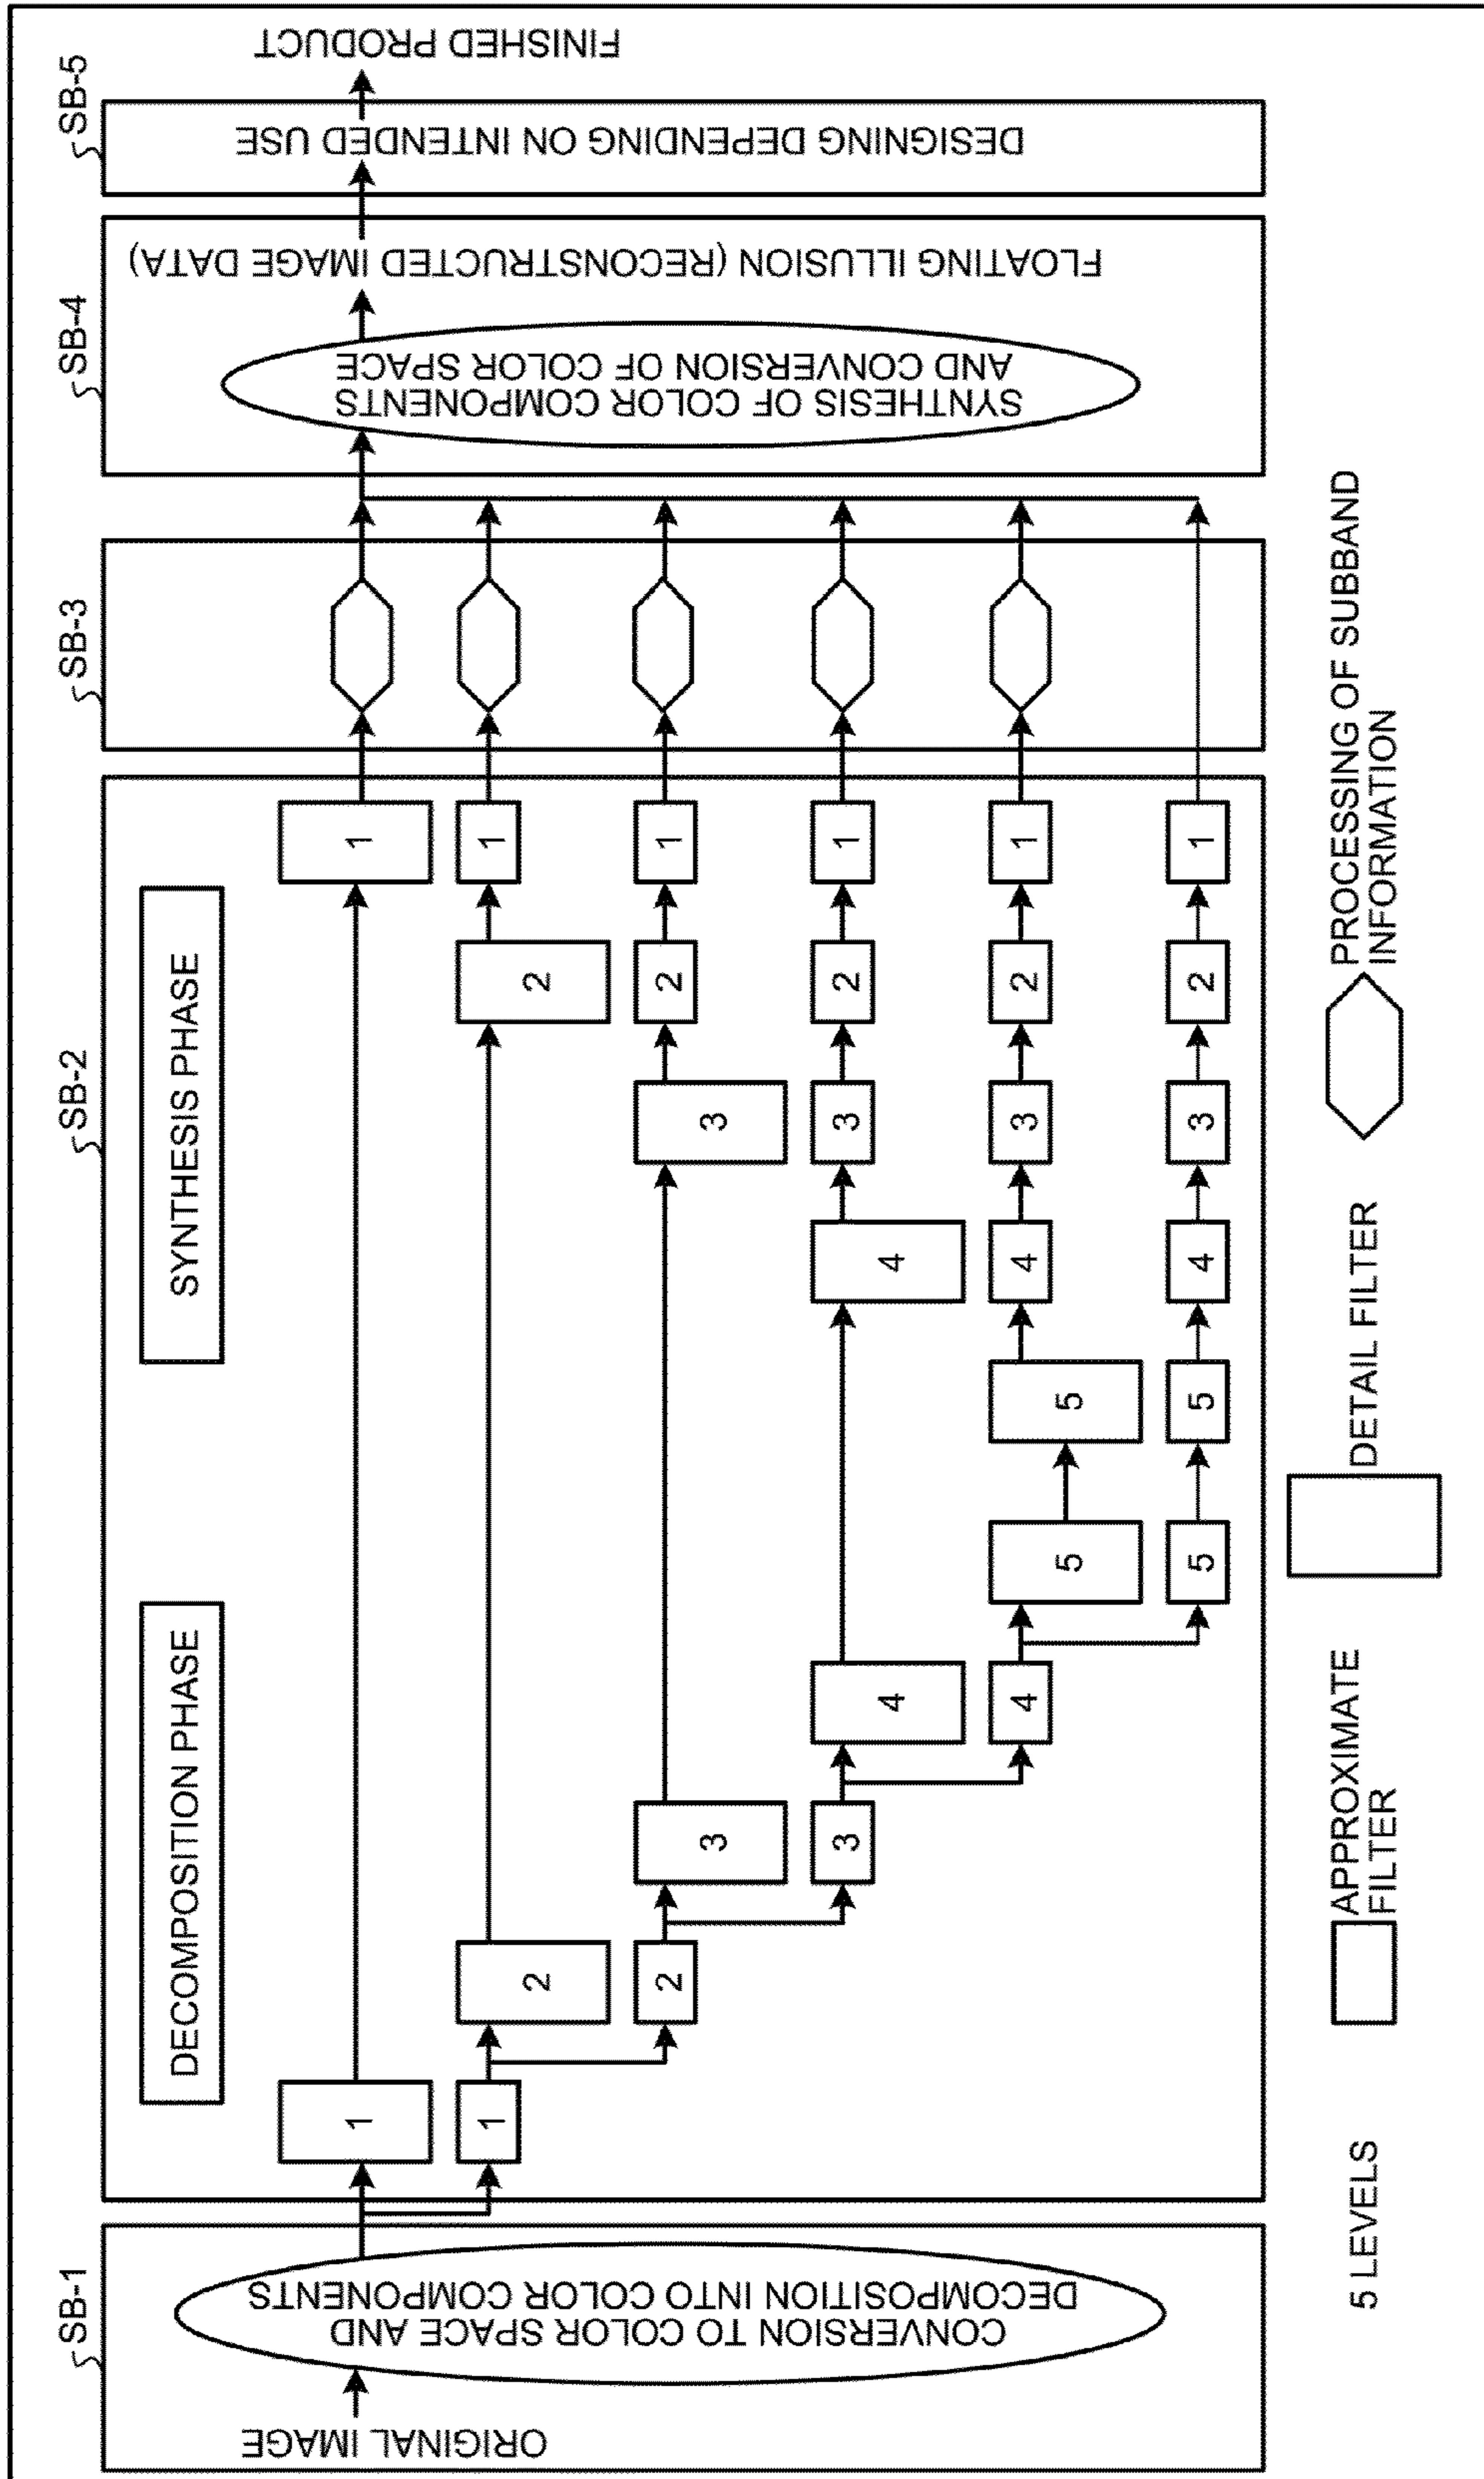 SB-1
SB-2
SB-3
SB-4
SB-5
ORIGINAL IMAGE
CONVERSION TO COLOR SPACE AND
DECOMPOSITION INTO COLOR COMPONENTS
DECOMPOSITION PHASE
SYNTHESIS PHASE
1
1
1
2
2
1
2
3
3
2
1
3
4
4
3
2
1
4
5
5
4
3
2
1
5
5
4
3
2
1
SYNTHESIS OF COLOR COMPONENTS
AND CONVERSION OF COLOR SPACE
FLOATING ILLUSION (RECONSTRUCTED IMAGE DATA)
DESIGNING DEPENDING ON INTENDED USE
FINISHED PRODUCT
5 LEVELS
APPROXIMATE
FILTER
DETAIL FILTER
PROCESSING OF SUBBAND
INFORMATION